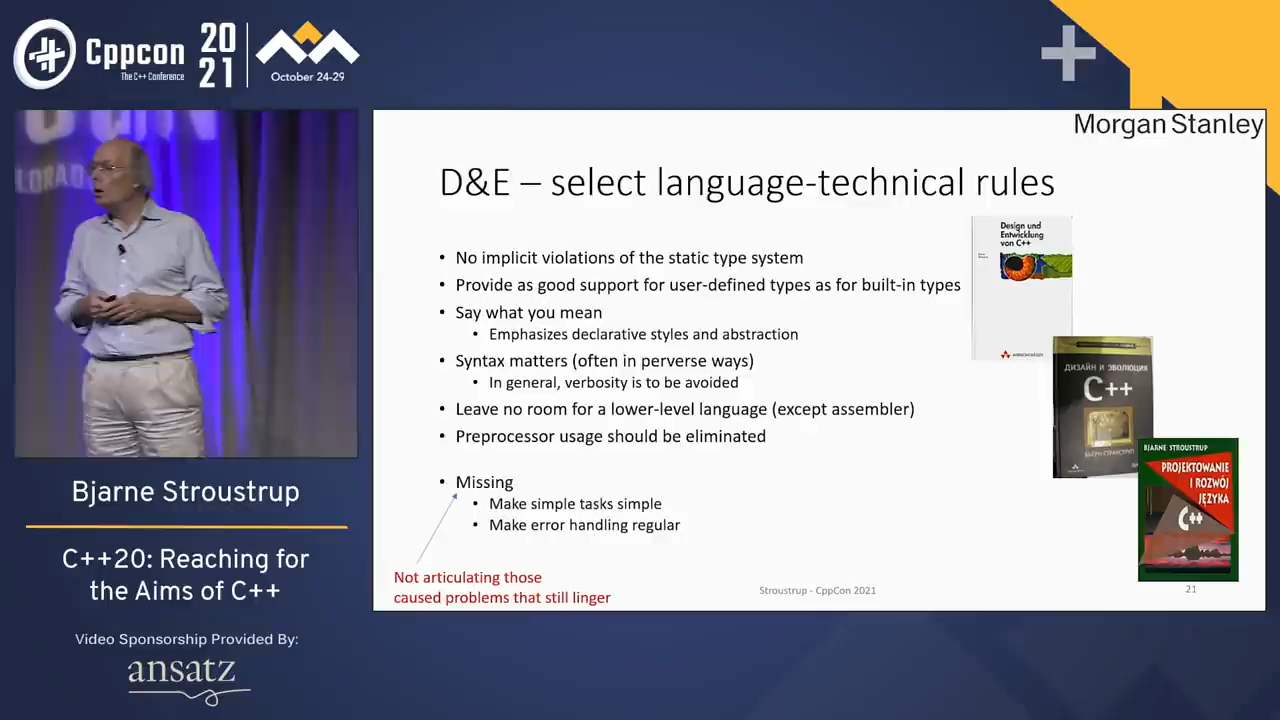 Cppcon
The C++ Conference
20
21
October 24-29
LORAD
Bjarne Stroustrup
C++20: Reaching for
the Aims of C++
Video Sponsorship Provided By:
ansatz
Morgan Stanley
D&E – select language-technical rules
• No implicit violations of the static type system
• Provide as good support for user-defined types as for built-in types
• Say what you mean
• Emphasizes declarative styles and abstraction
• Syntax matters (often in perverse ways)
• In general, verbosity is to be avoided
• Leave no room for a lower-level language (except assembler)
• Preprocessor usage should be eliminated
• Missing
• Make simple tasks simple
• Make error handling regular
Not articulating those
caused problems that still linger
Stroustrup - CppCon 2021
21
Design und
Entwicklung
von C++
ДИЗАЙН И ЭВОЛЮЦИЯ
C++
BJARNE STROUSTRUP
PROJEKTOWANIE
I ROZWÓJ
JĘZYKA
C++